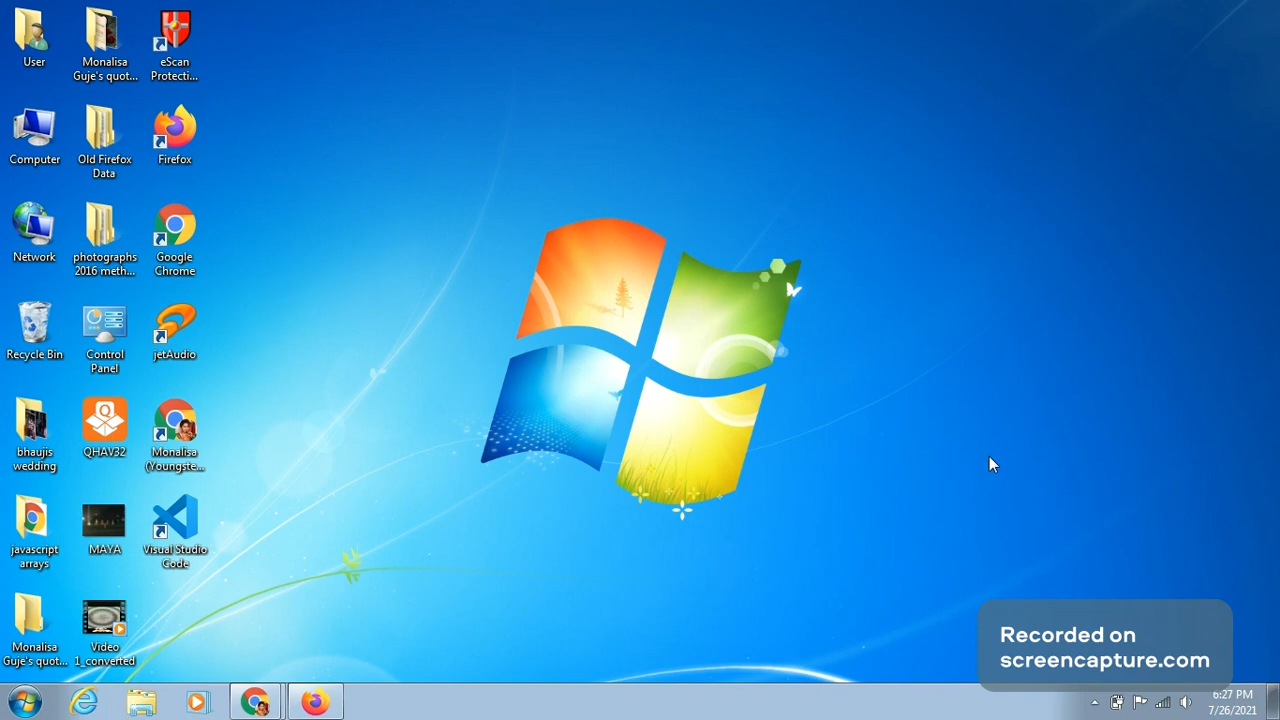 User
Monalisa
Guje's quot...
eScan
Protecti...
Computer
Old Firefox
Data
Firefox
Network
photographs
2016 meth...
Google
Chrome
Recycle Bin
Control
Panel
jetAudio
bhaujis
wedding
QHAV32
Monalisa
(Youngste...
javascript
arrays
MAYA
Visual Studio
Code
Monalisa
Guje's quot...
Video
1_converted
Recorded on
screencapture.com
6:27 PM
7/26/2021